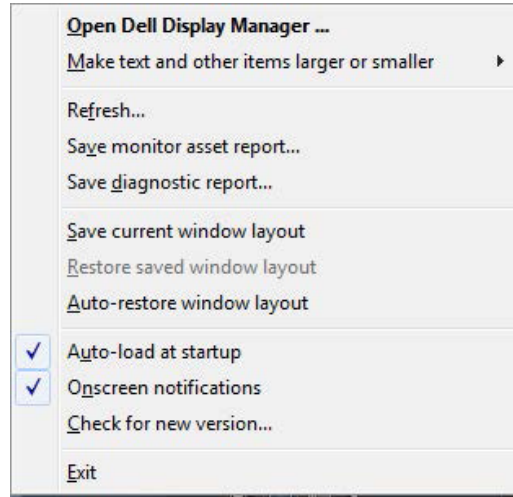 Open Dell Display Manager ...
Make text and other items larger or smaller
Refresh...
Save monitor asset report...
Save diagnostic report...
Save current window layout
Restore saved window layout
Auto-restore window layout
Auto-load at startup
Onscreen notifications
Check for new version...
Exit